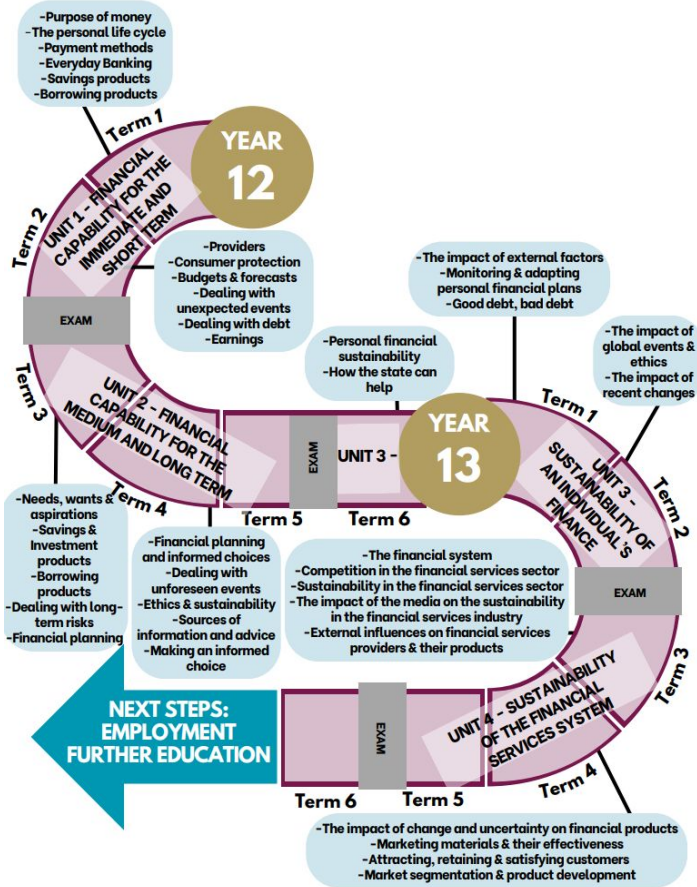 -Purpose of money
-The personal life cycle
-Payment methods
-Everyday Banking
-Savings products
-Borrowing products
Term 1
YEAR
12
UNIT 1 - FINANCIAL
CAPABILITY FOR THE
IMMEDIATE AND
SHORT TERM
Term 2
-Providers
-Consumer protection
-Budgets & forecasts
-Dealing with
unexpected events
-Dealing with debt
-Earnings
EXAM
Term 3
UNIT 2 - FINANCIAL
CAPABILITY FOR THE
MEDIUM AND LONG TERM
-Needs, wants &
aspirations
-Savings &
Investment
products
-Borrowing
products
-Dealing with long-
term risks
-Financial planning
Term 4
-Financial planning
and informed choices
-Dealing with
unforeseen events
-Ethics & sustainability
-Sources of
information and advice
-Making an informed
choice
Term 5
EXAM
Term 6
UNIT 3 -
-Personal financial
sustainability
-How the state can
help
YEAR
13
-The impact of external factors
-Monitoring & adapting
personal financial plans
-Good debt, bad debt
Term 1
UNIT 3 -
SUSTAINABILITY OF
AN INDIVIDUAL'S
FINANCE
-The impact of
global events &
ethics
-The impact of
recent changes
Term 2
EXAM
-The financial system
-Competition in the financial services sector
-Sustainability in the financial services sector
-The impact of the media on the sustainability
in the financial services industry
-External influences on financial services
providers & their products
Term 3
UNIT 4 - SUSTAINABILITY
OF THE FINANCIAL
SERVICES SYSTEM
Term 4
-The impact of change and uncertainty on financial products
-Marketing materials & their effectiveness
-Attracting, retaining & satisfying customers
-Market segmentation & product development
Term 5
EXAM
Term 6
NEXT STEPS:
EMPLOYMENT
FURTHER EDUCATION